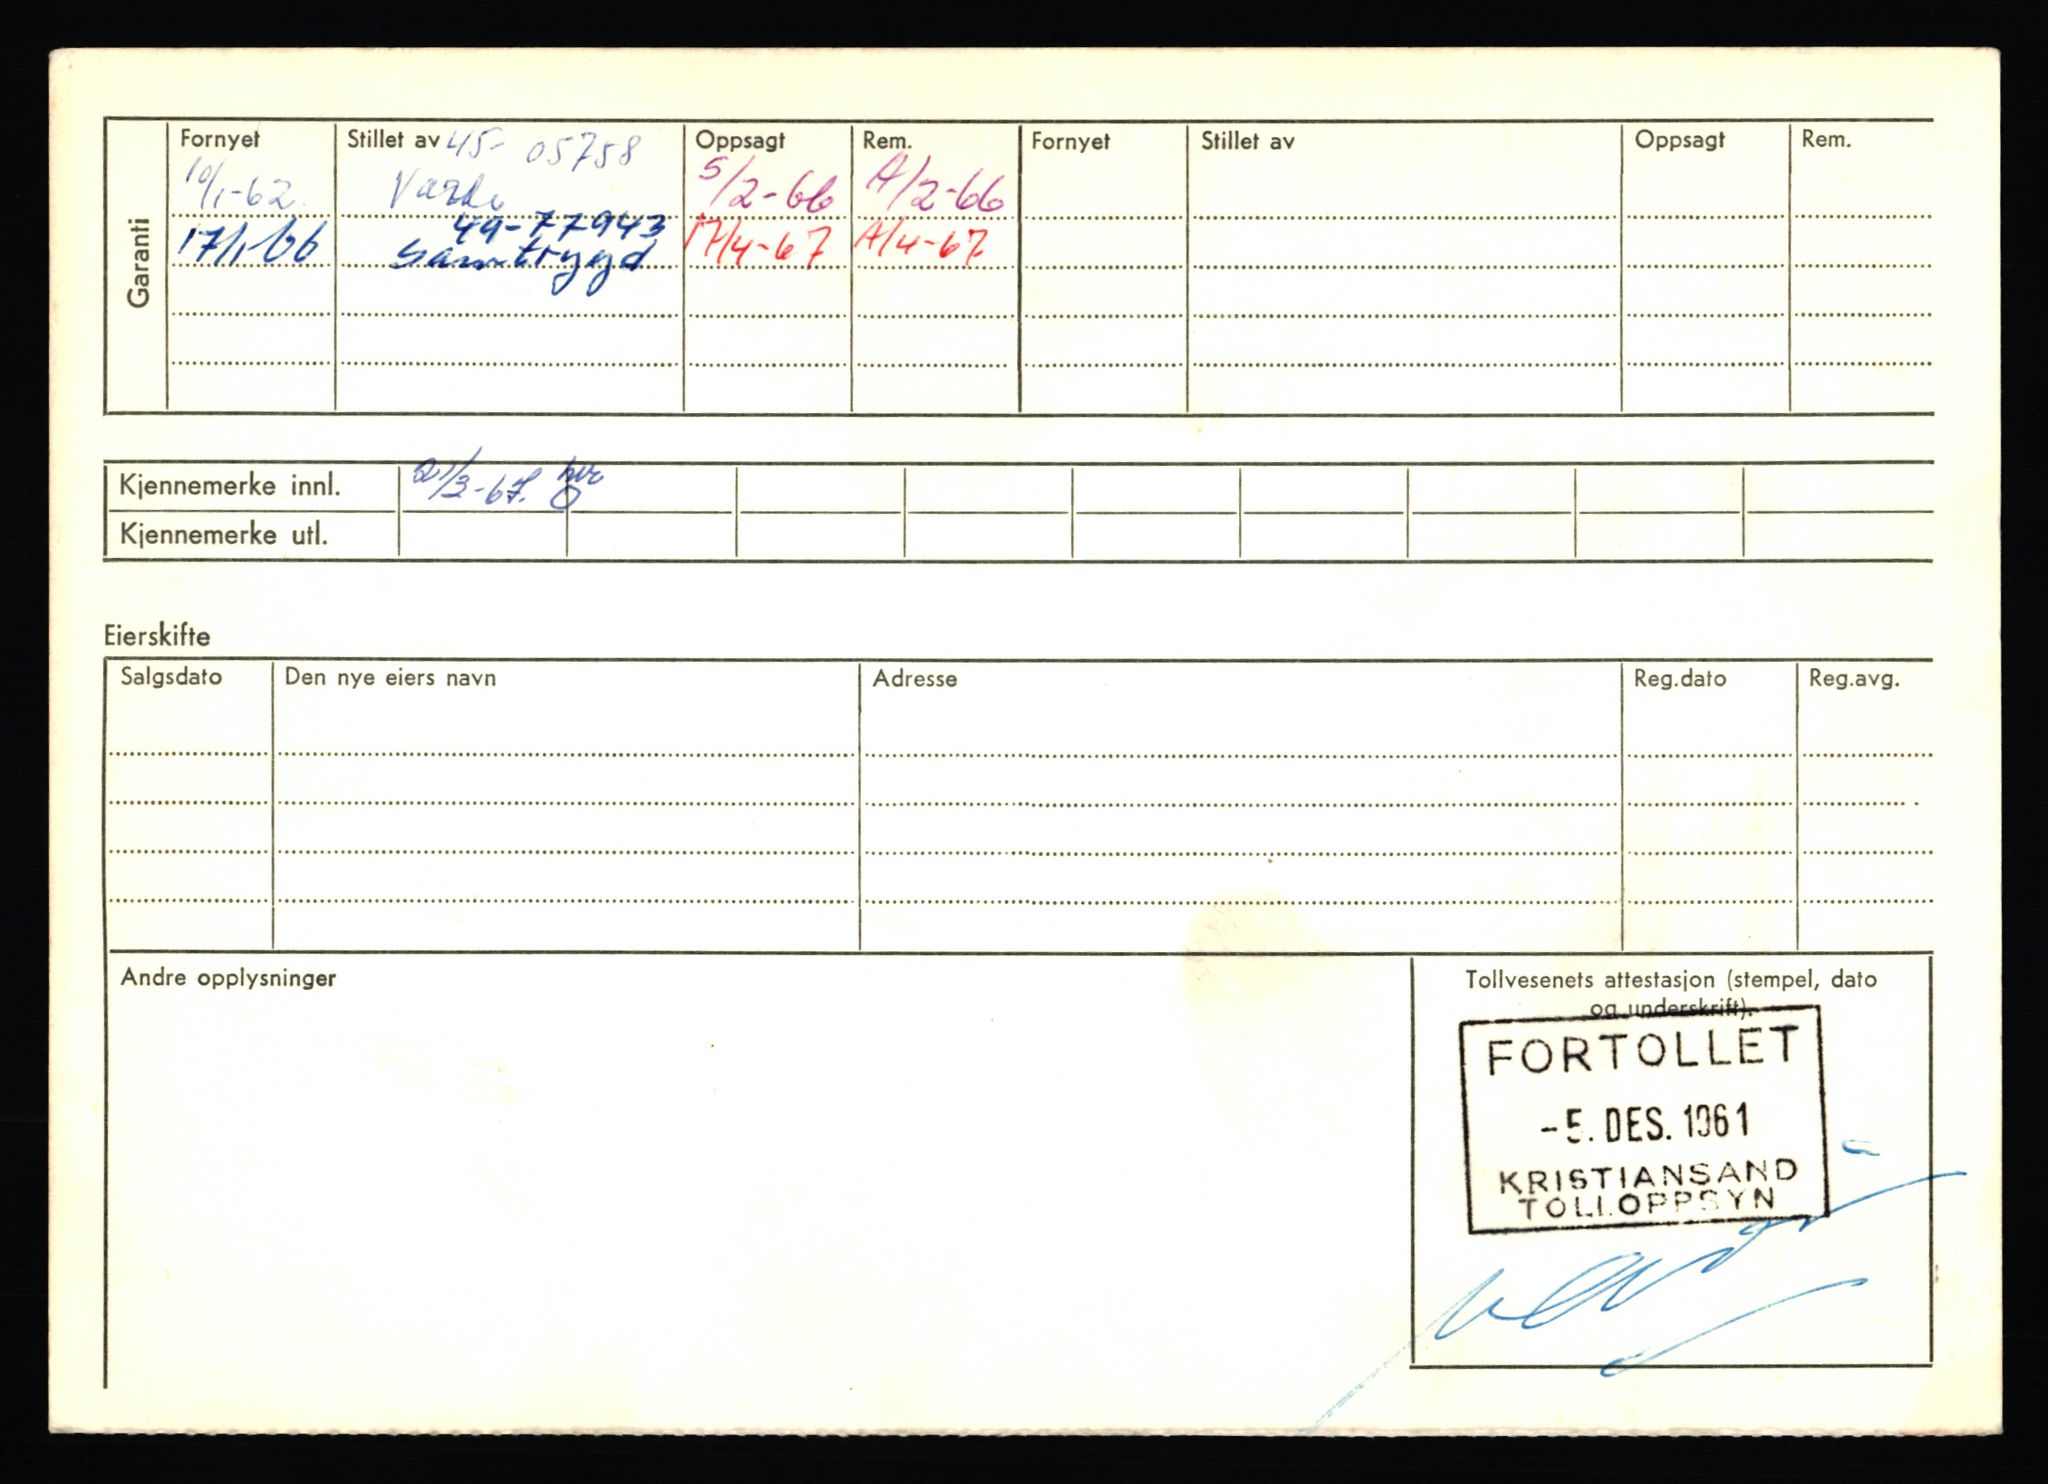 Garanti
Fornyet Stillet av 45- 05758 Oppsagt Rem. Fornyet Stillet av Oppsagt Rem.
10/1-62. Varde 5/2-66 A/2-66
49-77943
17/1-66 Samtrygd 17/4-67 A/4-67.
Kjennemerke innl. 21/3-67.
Kjennemerke utl.
Eierskifte
Salgsdato Den nye eiers navn Adresse Reg.dato Reg.avg.
Andre opplysninger
Tollvesenets attestasjon (stempel, dato
og underskrift).
FORTOLLET
-5. DES. 1961
KRISTIANSAND
TOLLOPPSYN